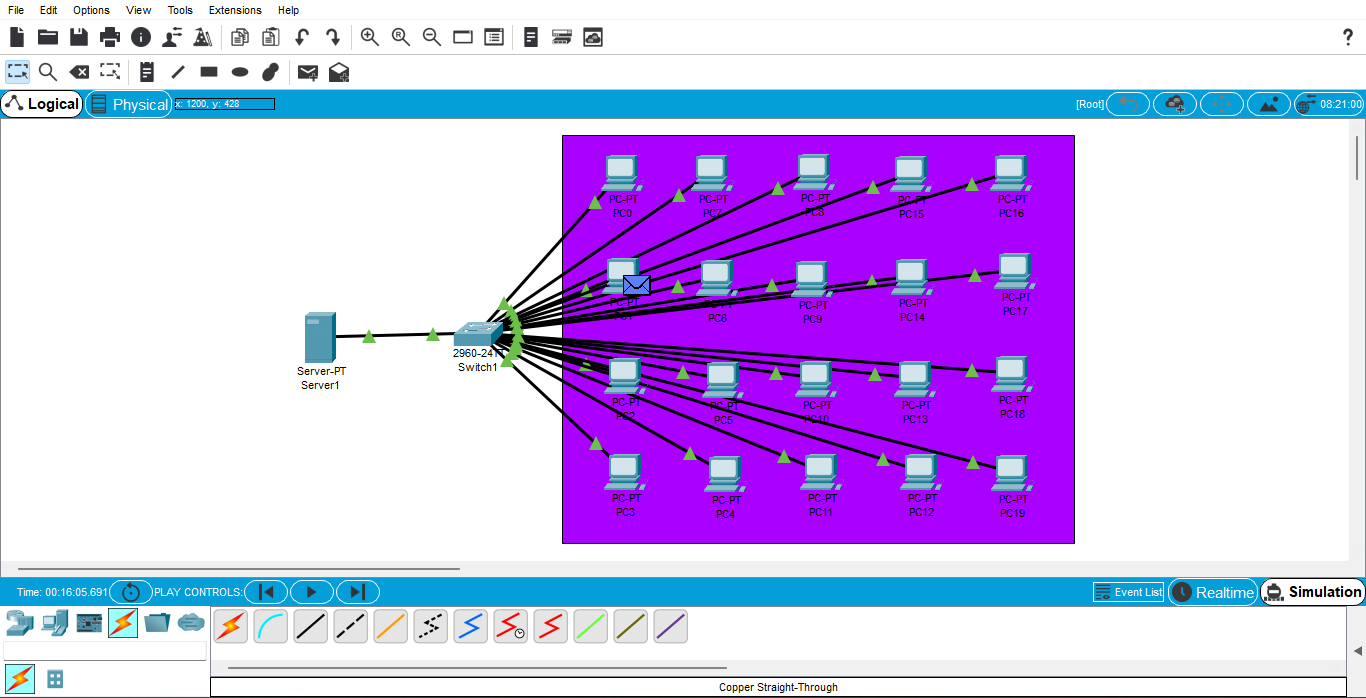 File Edit Options View Tools Extensions Help
R
?
Logical Physical x: 1200, y: 428 [Root] 08:21:00
PC-PT PC-PT PC-PT PC-PT PC-PT
PC0 PC7 PC8 PC15 PC16
PC-PT PC-PT PC-PT PC-PT PC-PT
PC1 PC6 PC9 PC14 PC17
2960-24TT
Switch1
Server-PT
Server1
PC-PT PC-PT PC-PT PC-PT PC-PT
PC2 PC5 PC10 PC13 PC18
PC-PT PC-PT PC-PT PC-PT PC-PT
PC3 PC4 PC11 PC12 PC19
Time: 00:16:05.691 PLAY CONTROLS: Event List Realtime Simulation
Copper Straight-Through